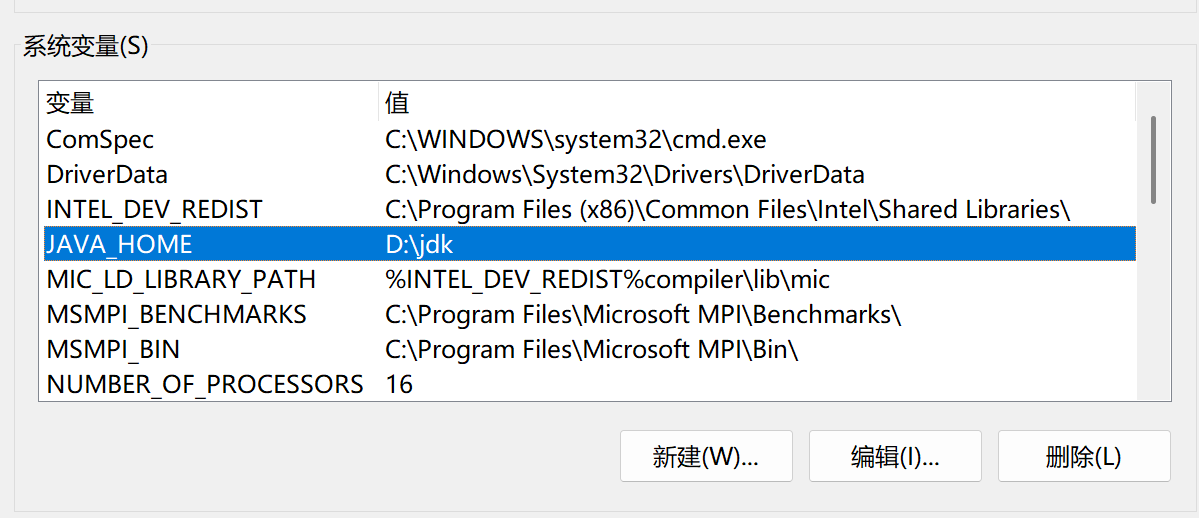 系统变量(S)
变量 值
ComSpec C:\WINDOWS\system32\cmd.exe
DriverData C:\Windows\System32\Drivers\DriverData
INTEL_DEV_REDIST C:\Program Files (x86)\Common Files\Intel\Shared Libraries\
JAVA_HOME D:\jdk
MIC_LD_LIBRARY_PATH %INTEL_DEV_REDIST%compiler\lib\mic
MSMPI_BENCHMARKS C:\Program Files\Microsoft MPI\Benchmarks\
MSMPI_BIN C:\Program Files\Microsoft MPI\Bin\
NUMBER_OF_PROCESSORS 16
新建(W)... 编辑(I)... 删除(L)